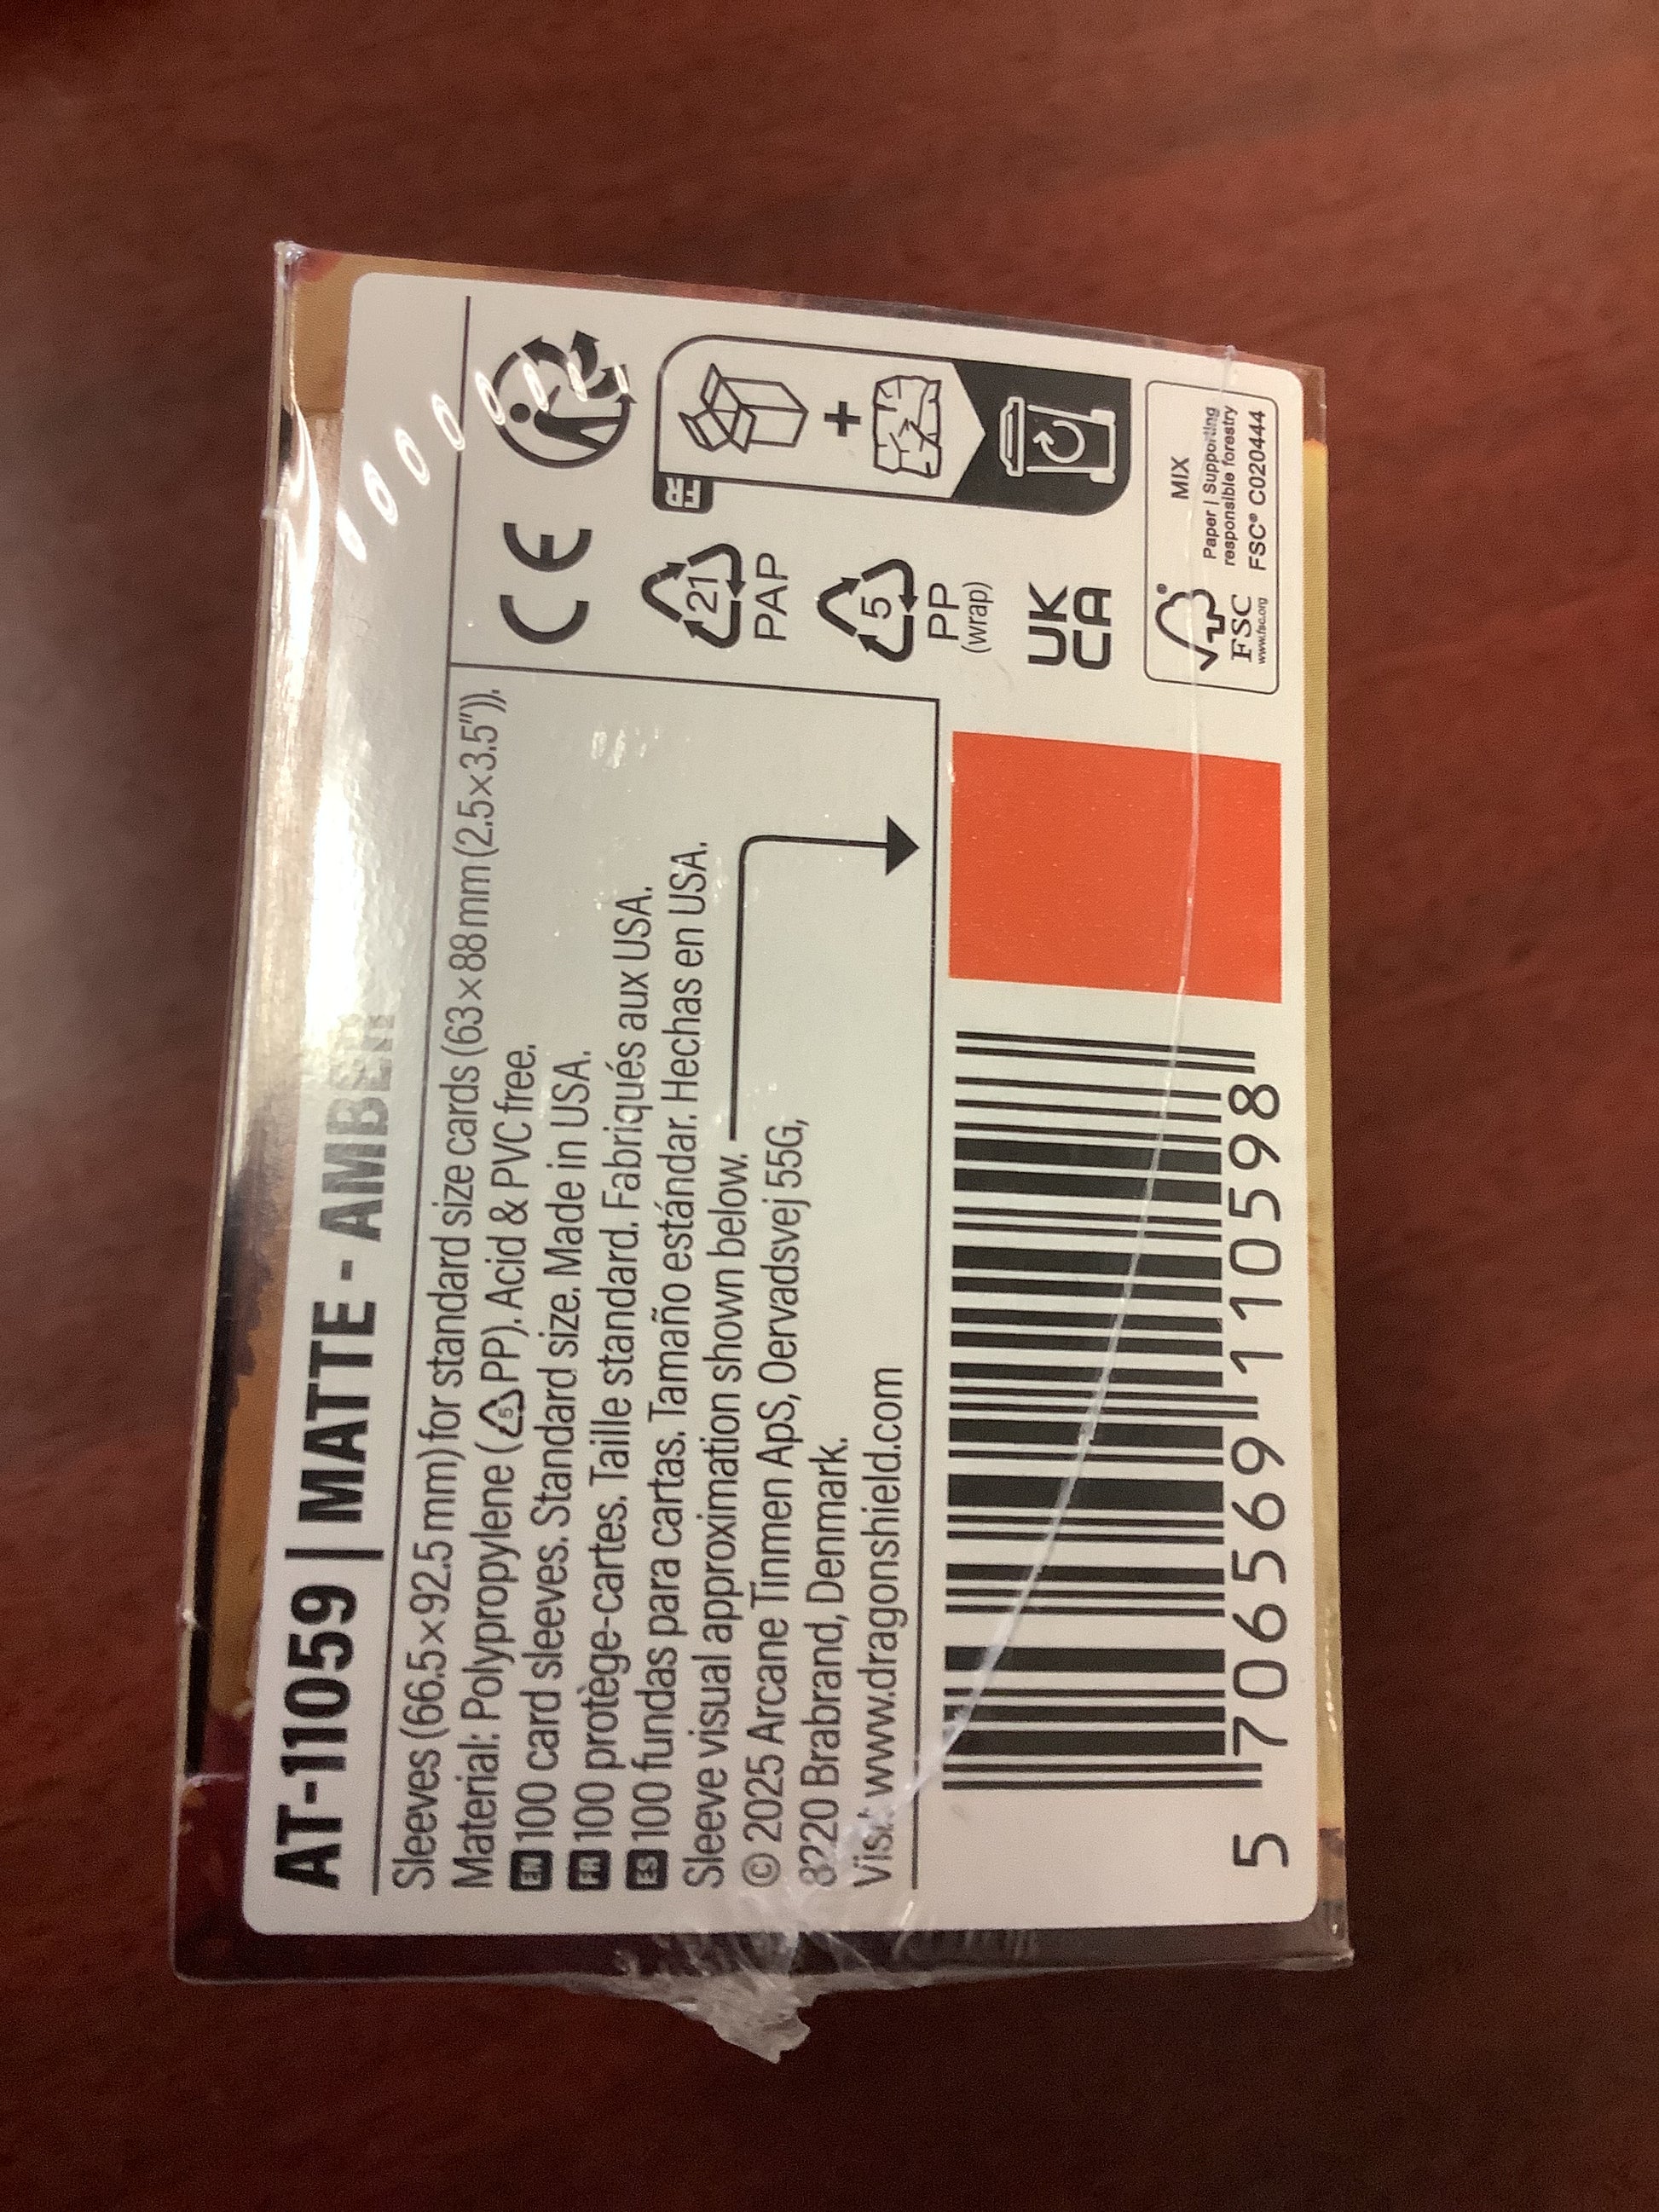 AT-11059 | MATTE - AMBER
Sleeves (66.5×92.5 mm) for standard size cards (63×88 mm (2.5×3.5")).
Material: Polypropylene (5 PP). Acid & PVC free.
EN 100 card sleeves. Standard size. Made in USA.
FR 100 protège-cartes. Taille standard. Fabriqués aux USA.
ES 100 fundas para cartas. Tamaño estándar. Hechas en USA.
Sleeve visual approximation shown below.
© 2025 Arcane Tinmen ApS, Oervadsvej 55G,
8220 Brabrand, Denmark.
Visit www.dragonshield.com
5 706569 110598
CE
21
PAP
5
PP
(wrap)
UK
CA
FR
+
FSC
www.fsc.org
MIX
Paper | Supporting
responsible forestry
FSC® C020444